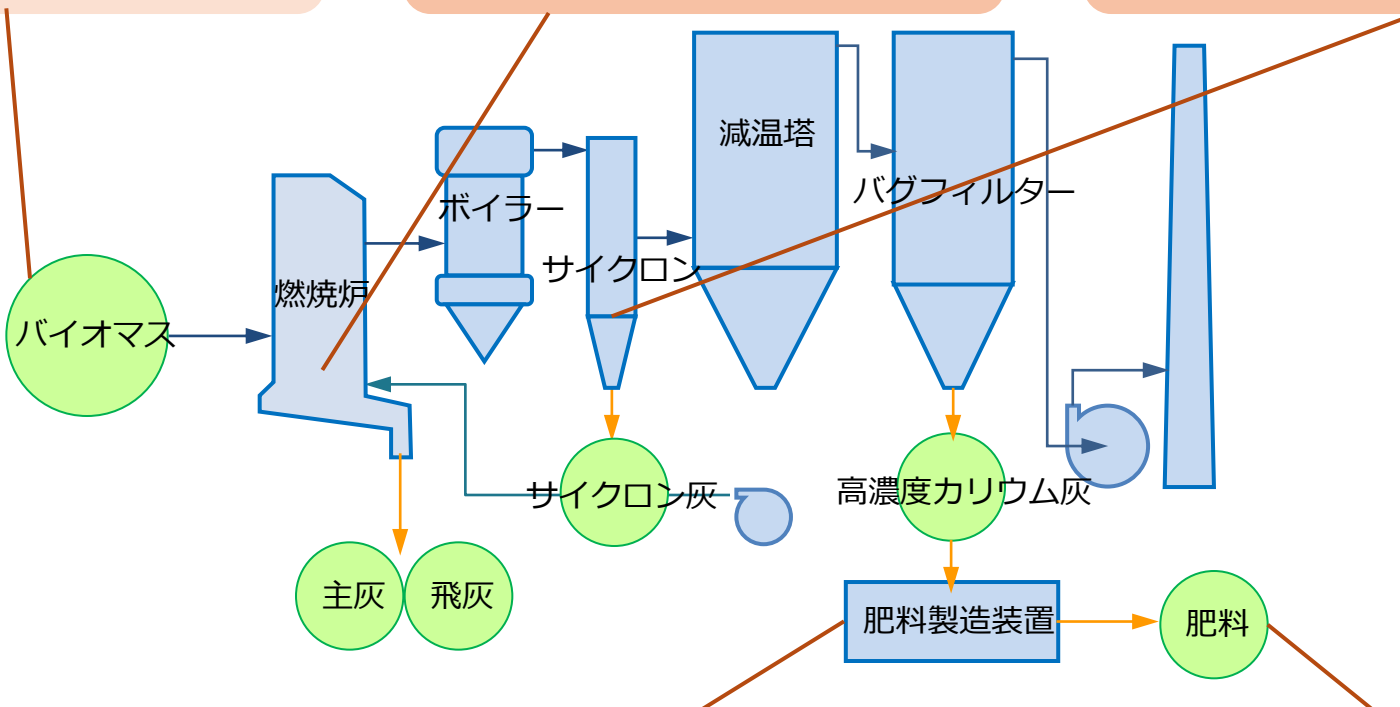 減温塔
バグフィルター
ボイラー
サイクロン
燃焼炉
バイオマス
サイクロン灰
高濃度カリウム灰
主灰
飛灰
肥料製造装置
肥料